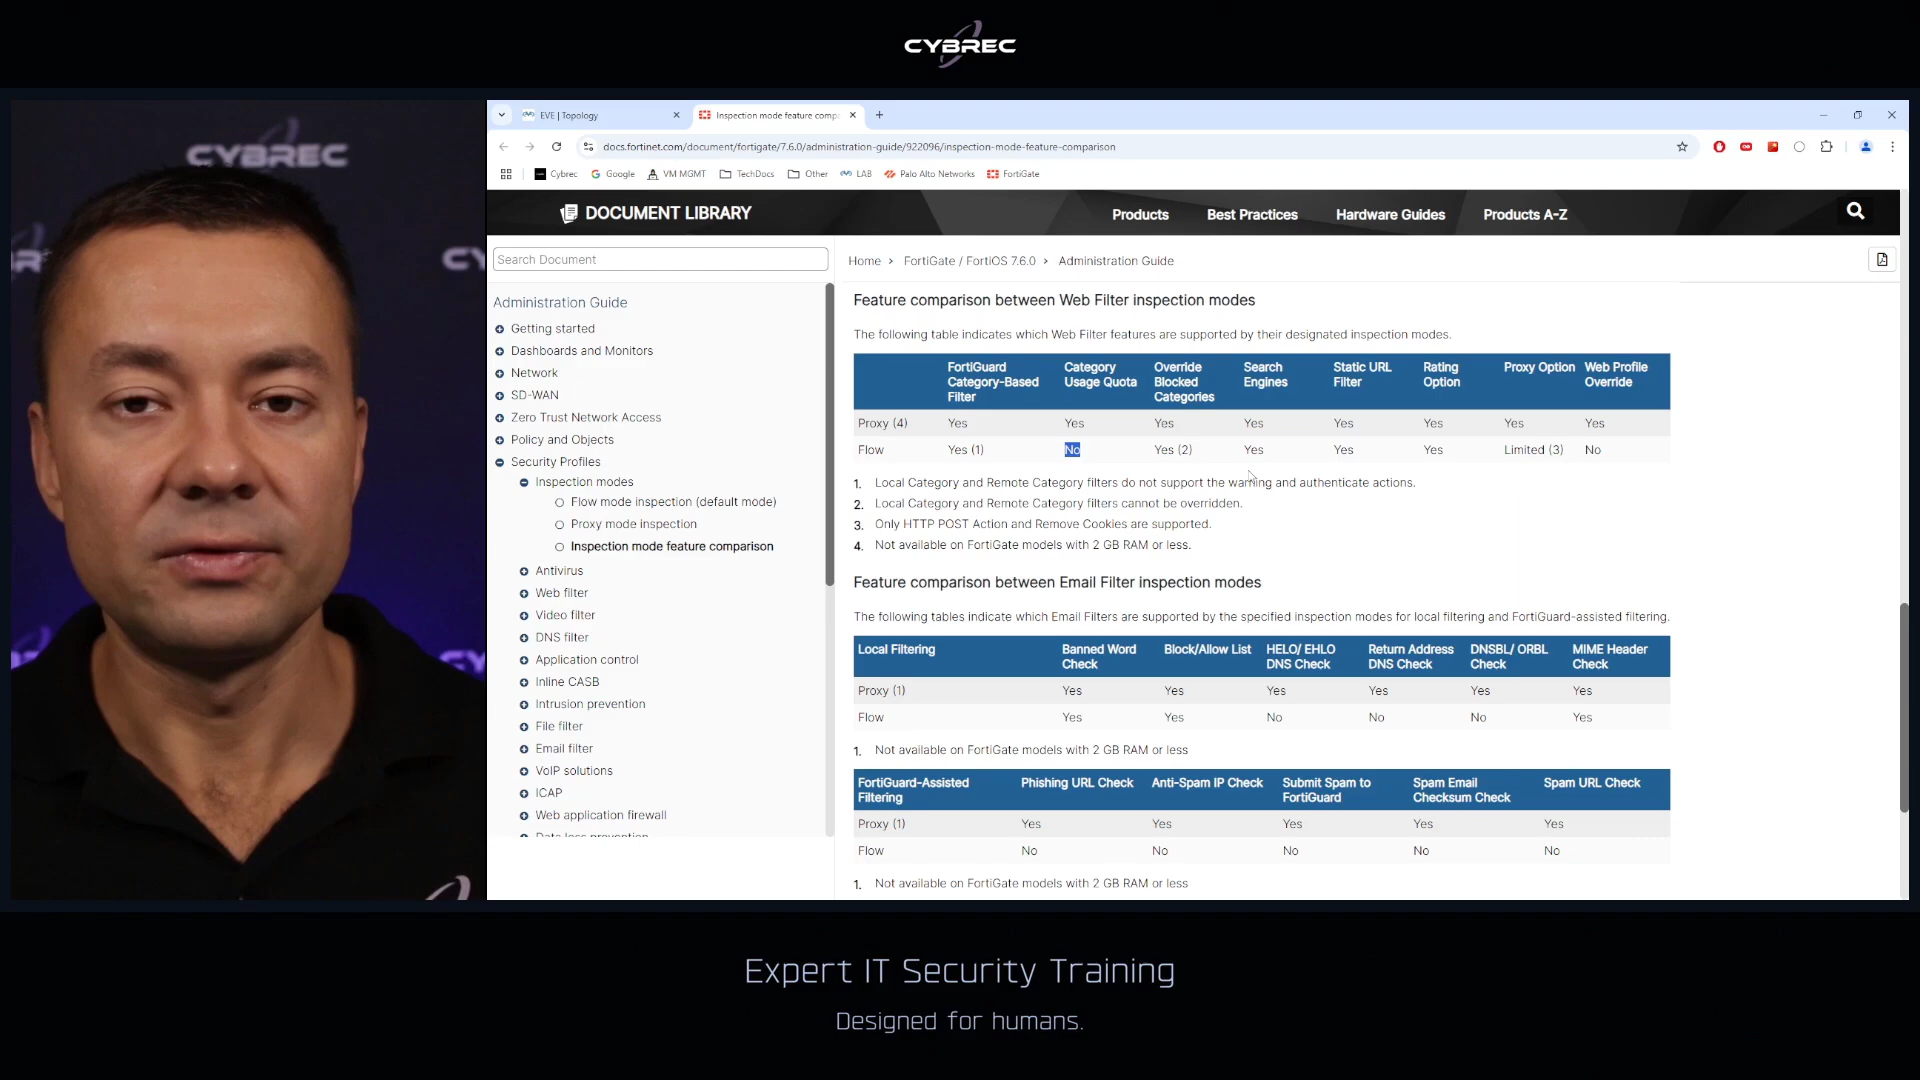 CYBREC
CYBREC
EVE | Topology
Inspection mode feature comp
docs.fortinet.com/document/fortigate/7.6.0/administration-guide/922096/inspection-mode-feature-comparison
Cybrec
Google
VM MGMT
TechDocs
Other
LAB
Palo Alto Networks
FortiGate
DOCUMENT LIBRARY
Products
Best Practices
Hardware Guides
Products A-Z
Search Document
Home > FortiGate / FortiOS 7.6.0 > Administration Guide
Administration Guide
Getting started
Dashboards and Monitors
Network
SD-WAN
Zero Trust Network Access
Policy and Objects
Security Profiles
Inspection modes
Flow mode inspection (default mode)
Proxy mode inspection
Inspection mode feature comparison
Antivirus
Web filter
Video filter
DNS filter
Application control
Inline CASB
Intrusion prevention
File filter
Email filter
VoIP solutions
ICAP
Web application firewall
Data loss prevention
Feature comparison between Web Filter inspection modes
The following table indicates which Web Filter features are supported by their designated inspection modes.
FortiGuard Category-Based Filter Category Usage Quota Override Blocked Categories Search Engines Static URL Filter Rating Option Proxy Option Web Profile Override
Proxy (4) Yes Yes Yes Yes Yes Yes Yes Yes
Flow Yes (1) No Yes (2) Yes Yes Yes Limited (3) No
1. Local Category and Remote Category filters do not support the warning and authenticate actions.
2. Local Category and Remote Category filters cannot be overridden.
3. Only HTTP POST Action and Remove Cookies are supported.
4. Not available on FortiGate models with 2 GB RAM or less.
Feature comparison between Email Filter inspection modes
The following tables indicate which Email Filters are supported by the specified inspection modes for local filtering and FortiGuard-assisted filtering.
Local Filtering Banned Word Check Block/Allow List HELO/ EHLO DNS Check Return Address DNS Check DNSBL/ ORBL Check MIME Header Check
Proxy (1) Yes Yes Yes Yes Yes Yes
Flow Yes Yes No No No Yes
1. Not available on FortiGate models with 2 GB RAM or less
FortiGuard-Assisted Filtering Phishing URL Check Anti-Spam IP Check Submit Spam to FortiGuard Spam Email Checksum Check Spam URL Check
Proxy (1) Yes Yes Yes Yes Yes
Flow No No No No No
1. Not available on FortiGate models with 2 GB RAM or less
Expert IT Security Training
Designed for humans.